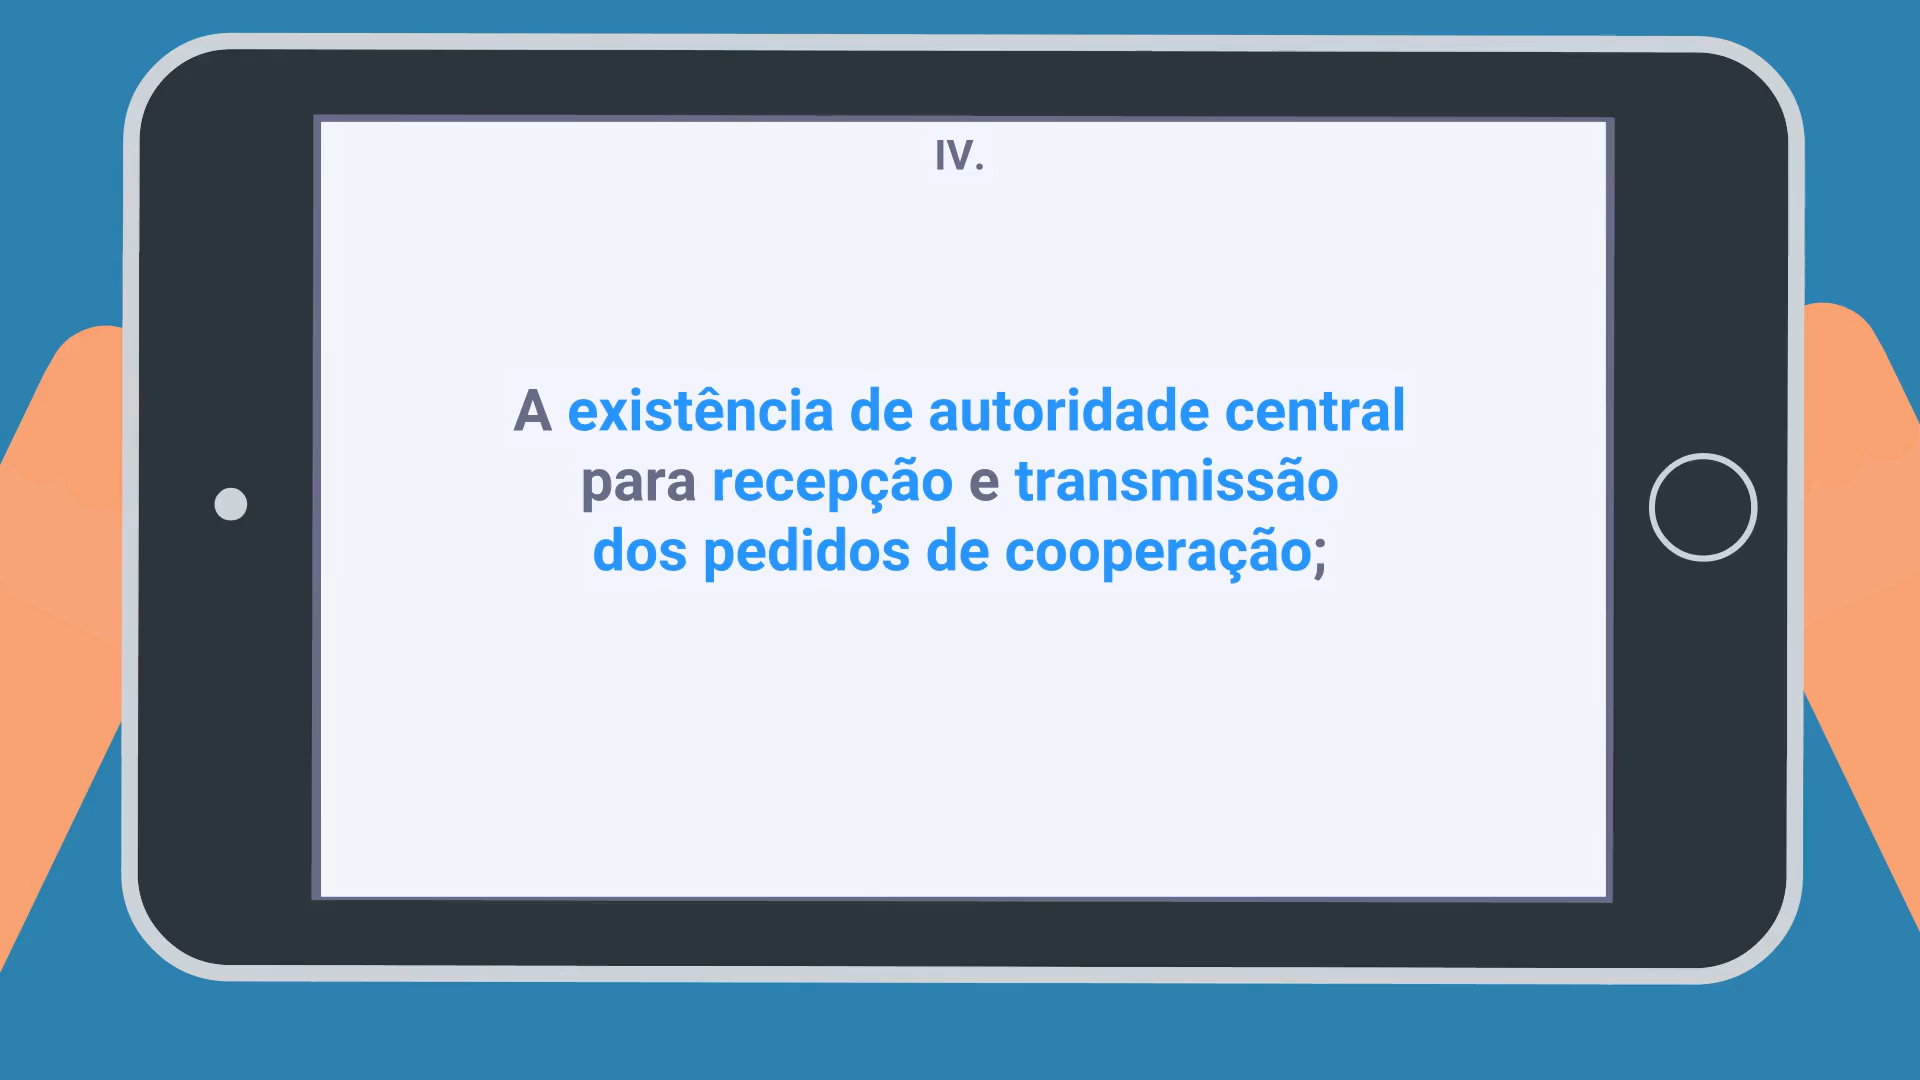 IV.
A existência de autoridade central
para recepção e transmissão
dos pedidos de cooperação;